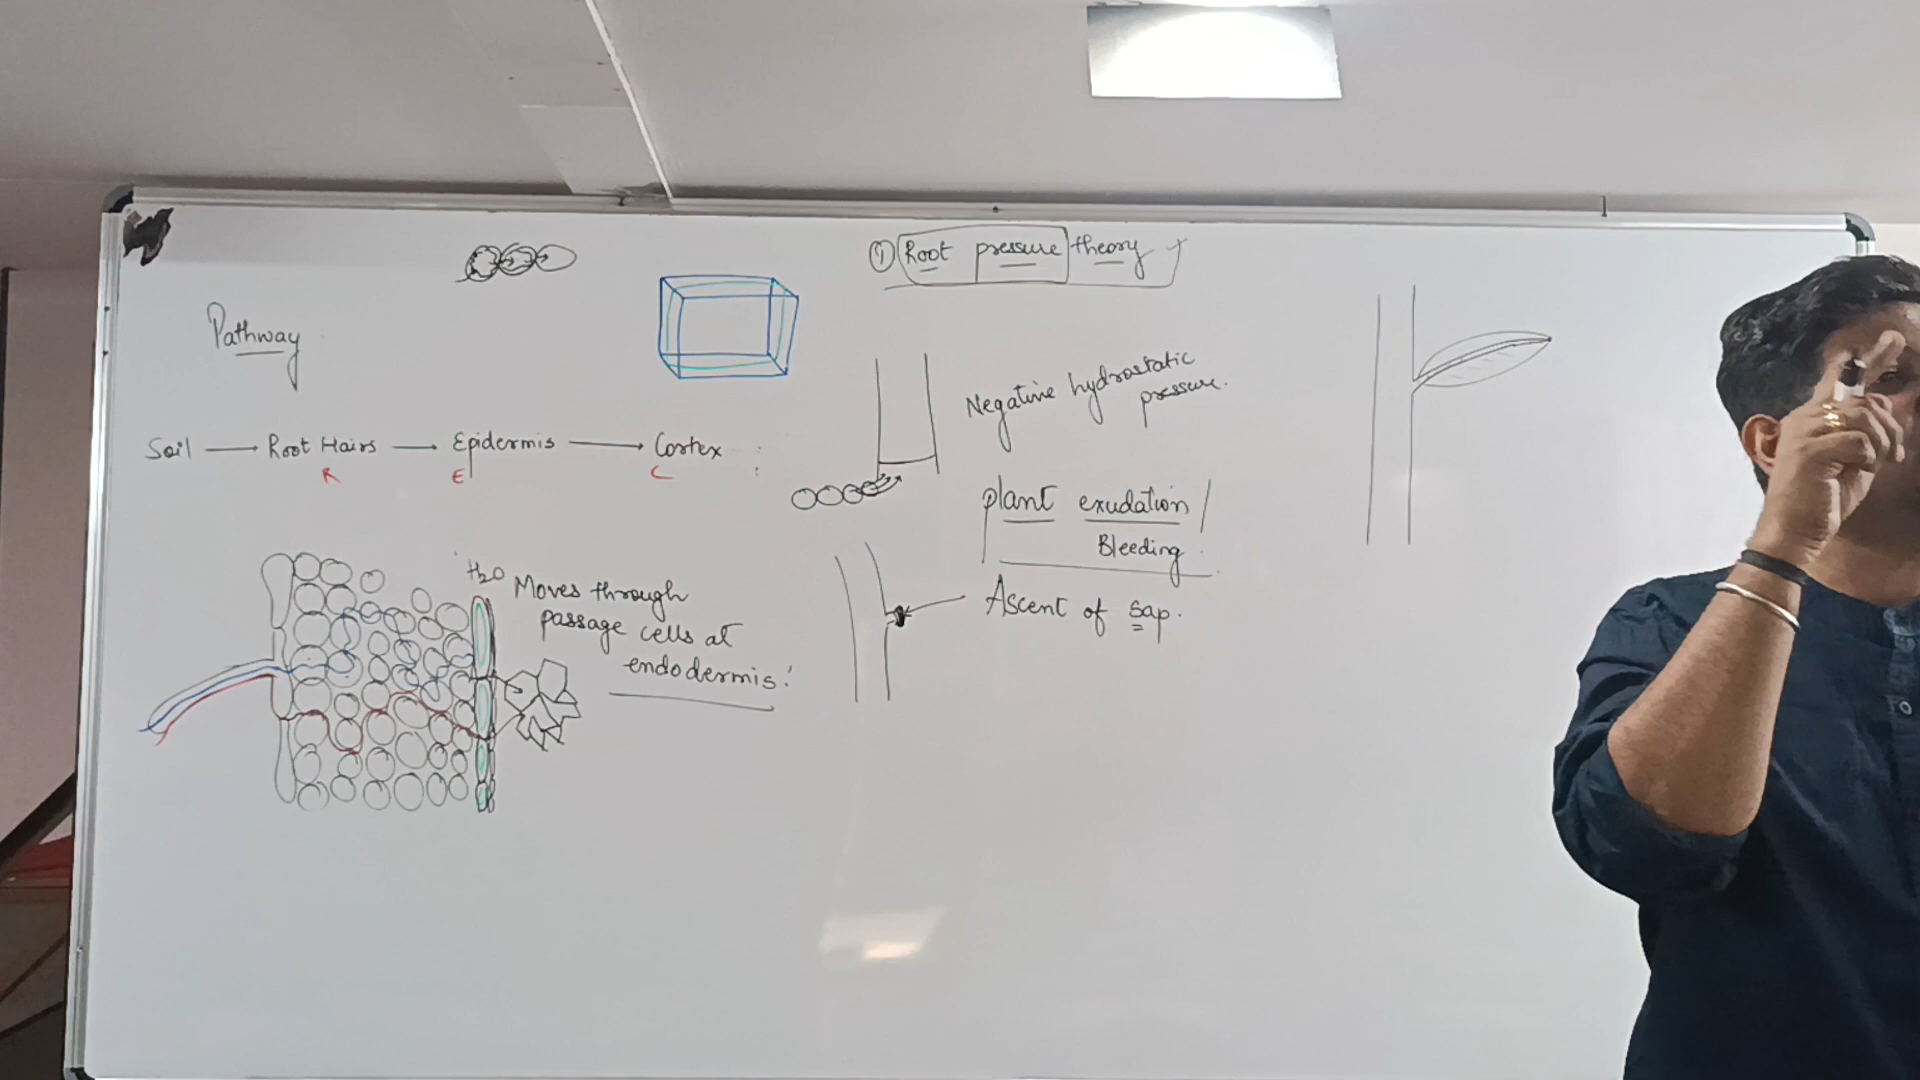 Pathway
Soil → Root Hairs → Epidermis → Cortex
R E C
H2O Moves through
passage cells at
endodermis.
① Root pressure theory
Negative hydrostatic
pressure.
plant exudation /
Bleeding
Ascent of sap.